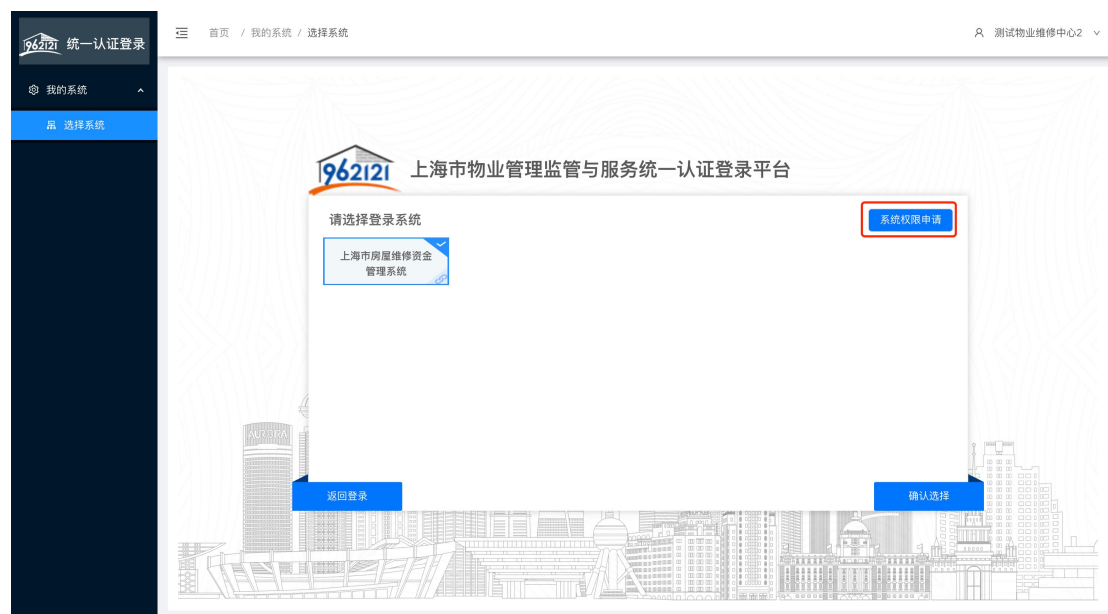 962121 统一认证登录
首页 / 我的系统 / 选择系统
测试物业维修中心2
我的系统
选择系统
962121 上海市物业管理监管与服务统一认证登录平台
请选择登录系统
系统权限申请
上海市房屋维修资金
管理系统
AURORA
返回登录
确认选择